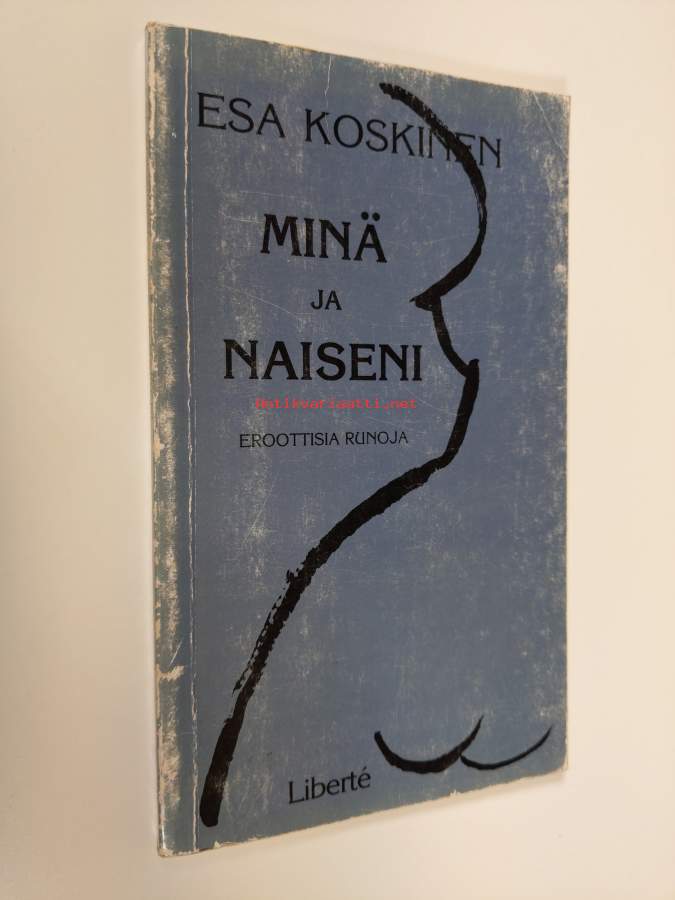 ESA KOSKINEN
MINÄ
JA
NAISENI
Antikvariaatti.net
EROOTTISIA RUNOJA
Liberté